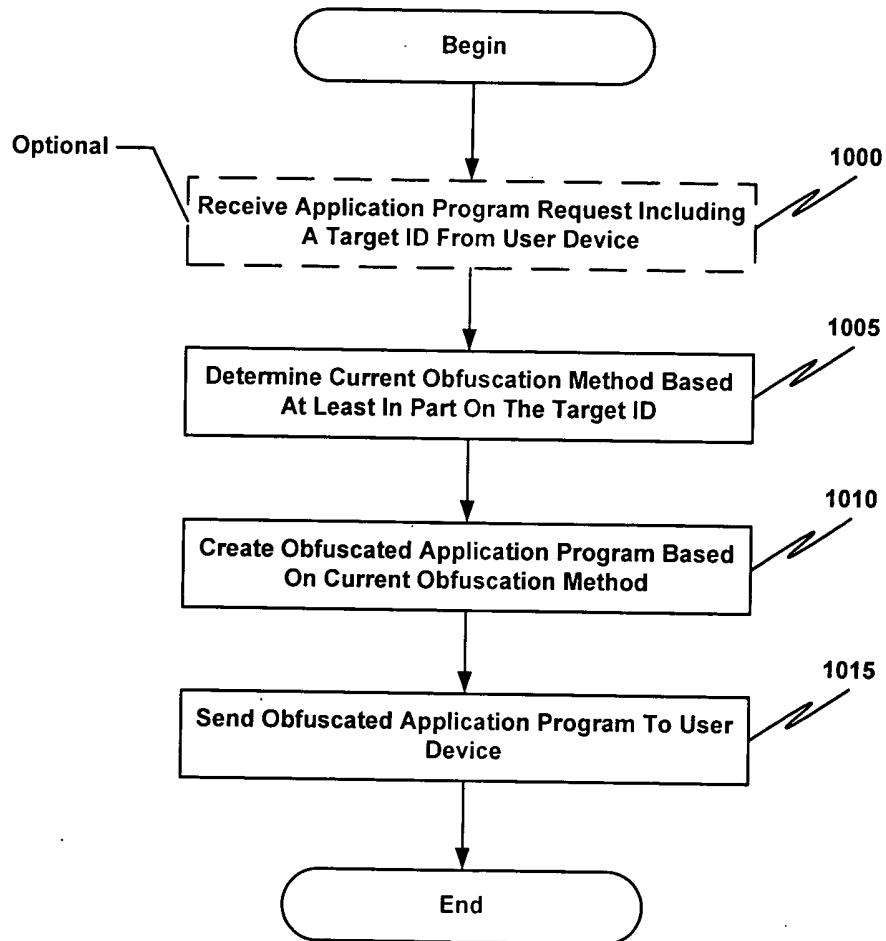 Begin
Optional
1000
Receive Application Program Request Including
A Target ID From User Device
1005
Determine Current Obfuscation Method Based
At Least In Part On The Target ID
1010
Create Obfuscated Application Program Based
On Current Obfuscation Method
1015
Send Obfuscated Application Program To User
Device
End